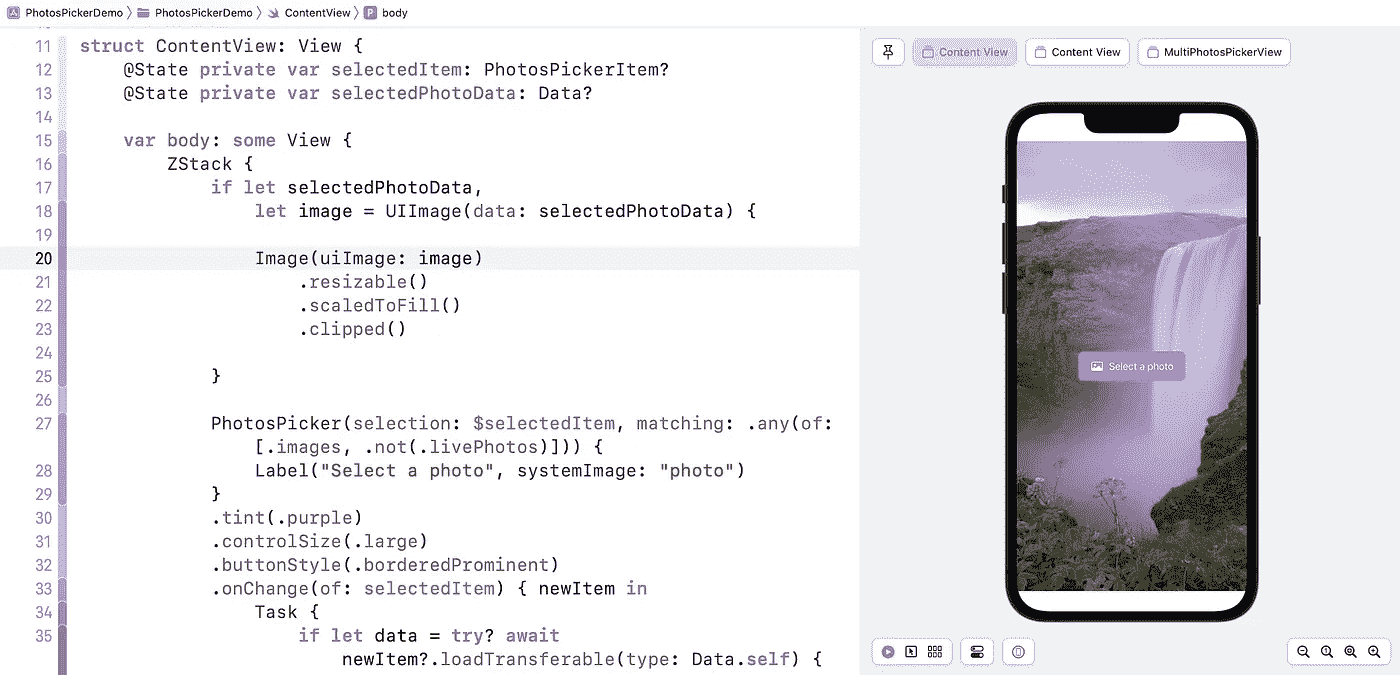 PhotosPickerDemo PhotosPickerDemo ContentView P body
11 struct ContentView: View {
12 @State private var selectedItem: PhotosPickerItem?
13 @State private var selectedPhotoData: Data?
14
15 var body: some View {
16 ZStack {
17 if let selectedPhotoData,
18 let image = UIImage(data: selectedPhotoData) {
19
20 Image(uiImage: image)
21 .resizable()
22 .scaledToFill()
23 .clipped()
24
25 }
26
27 PhotosPicker(selection: $selectedItem, matching: .any(of:
[.images, .not(.livePhotos)])) {
28 Label("Select a photo", systemImage: "photo")
29 }
30 .tint(.purple)
31 .controlSize(.large)
32 .buttonStyle(.borderedProminent)
33 .onChange(of: selectedItem) { newItem in
34 Task {
35 if let data = try? await
newItem?.loadTransferable(type: Data.self) {
Content View Content View MultiPhotosPickerView
Select a photo